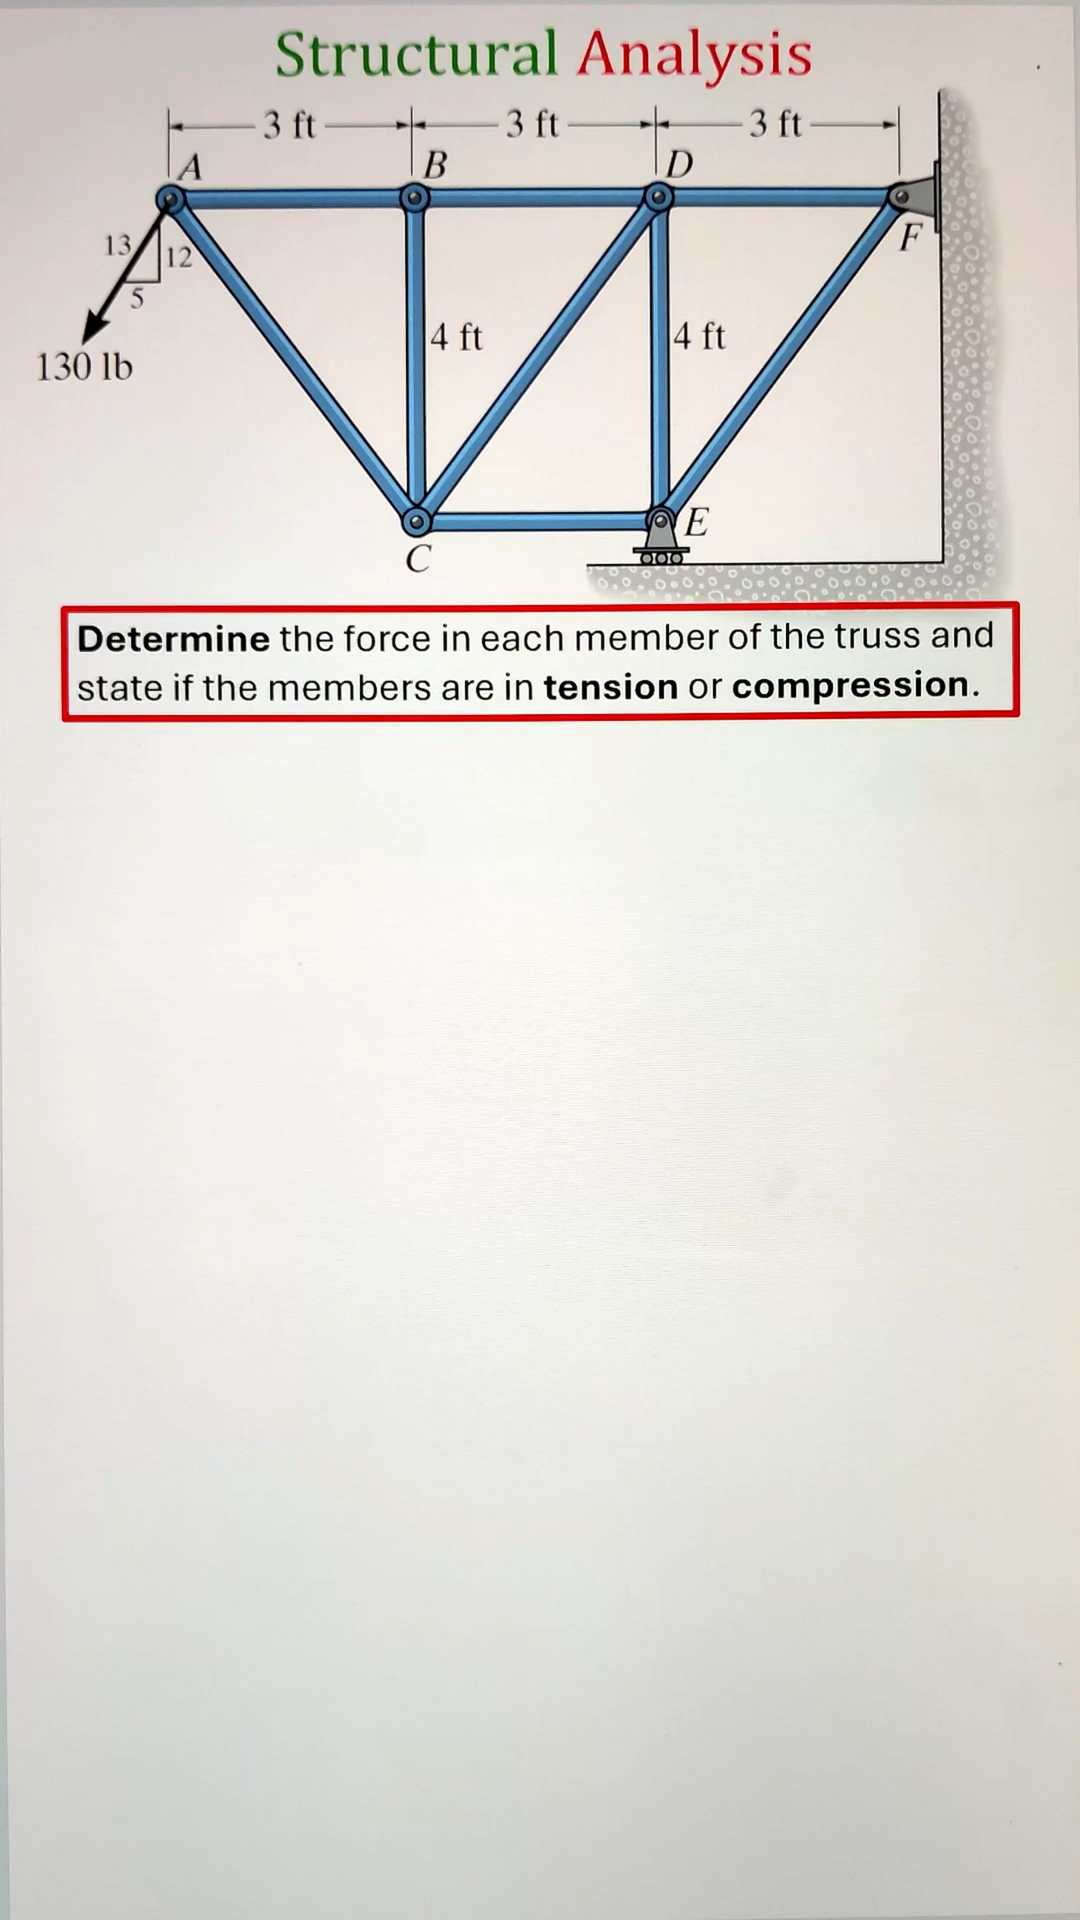 Structural Analysis
3 ft 3 ft 3 ft
A B D
F
13 12
5
4 ft 4 ft
130 lb
E
C
Determine the force in each member of the truss and
state if the members are in tension or compression.